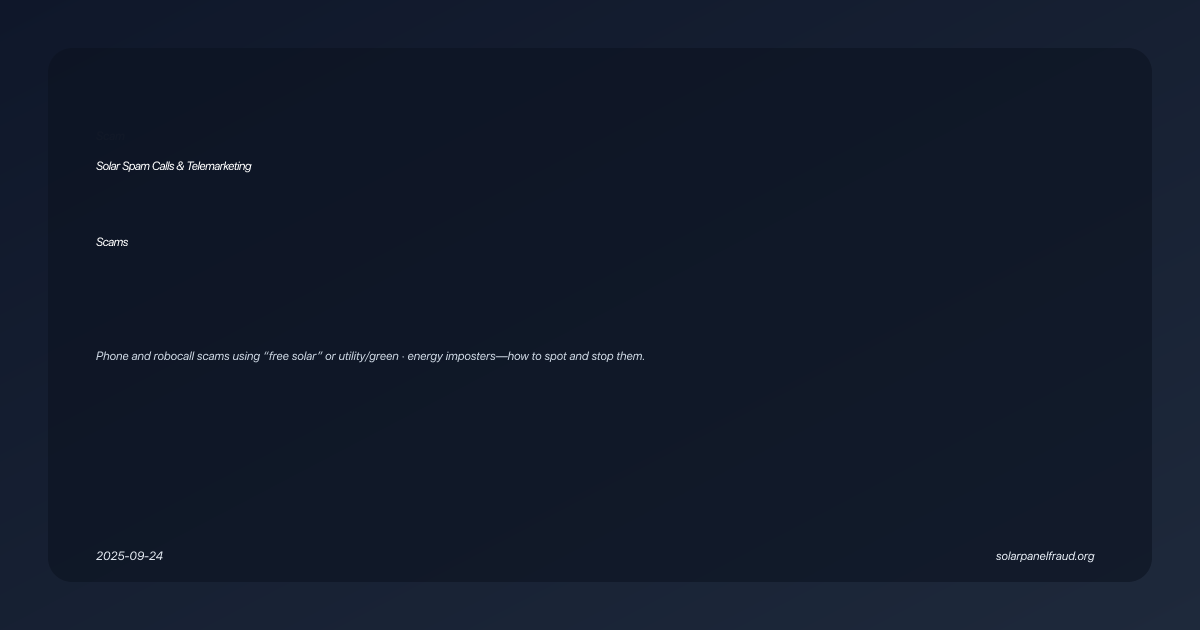 Solar Spam Calls & Telemarketing
Scams
Phone and robocall scams using “free solar” or utility/green - energy imposters—how to spot and stop them.
2025-09-24
solarpanelfraud.org